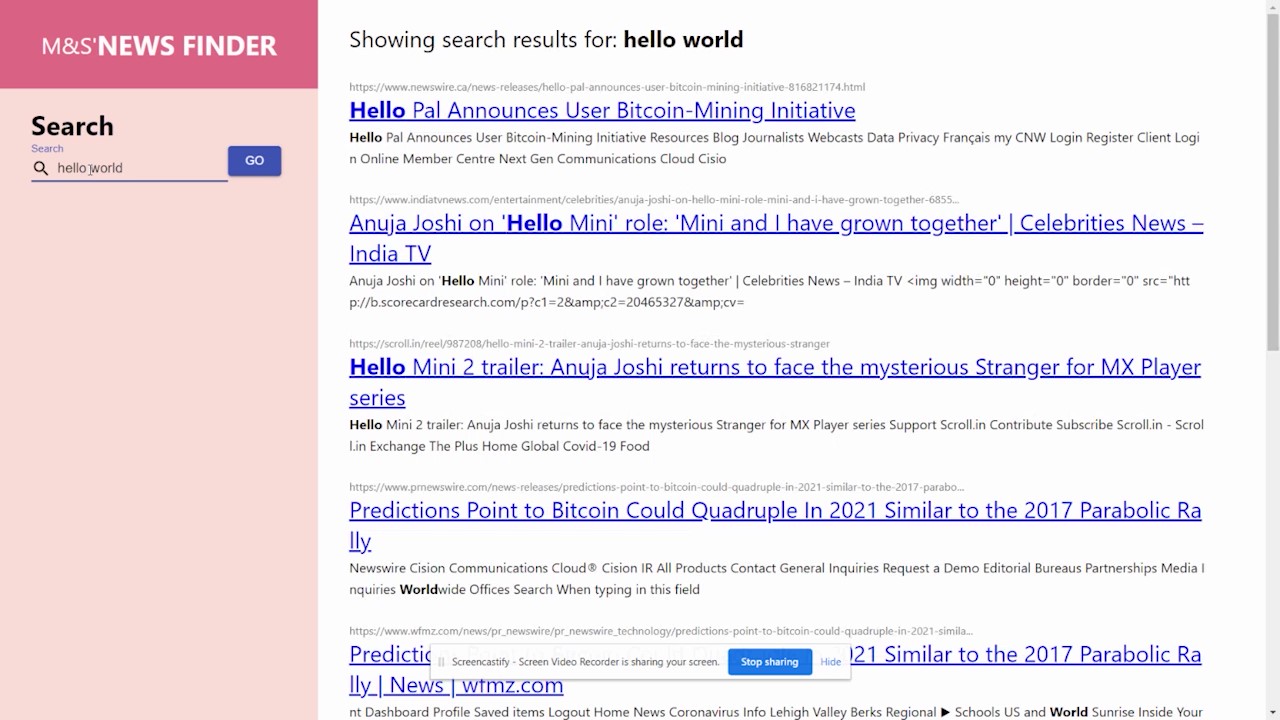 M&S'NEWS FINDER
Search
Search
hello world
GO
Showing search results for: hello world
https://www.newswire.ca/news-releases/hello-pal-announces-user-bitcoin-mining-initiative-816821174.html
Hello Pal Announces User Bitcoin-Mining Initiative
Hello Pal Announces User Bitcoin-Mining Initiative Resources Blog Journalists Webcasts Data Privacy Français my CNW Login Register Client Logi
n Online Member Centre Next Gen Communications Cloud Cisio
https://www.indiatvnews.com/entertainment/celebrities/anuja-joshi-on-hello-mini-role-mini-and-i-have-grown-together-6855...
Anuja Joshi on 'Hello Mini' role: 'Mini and I have grown together' | Celebrities News –
India TV
Anuja Joshi on 'Hello Mini' role: 'Mini and I have grown together' | Celebrities News – India TV <img width="0" height="0" border="0" src="htt
p://b.scorecardresearch.com/p?c1=2&amp;c2=20465327&amp;cv=
https://scroll.in/reel/987208/hello-mini-2-trailer-anuja-joshi-returns-to-face-the-mysterious-stranger
Hello Mini 2 trailer: Anuja Joshi returns to face the mysterious Stranger for MX Player
series
Hello Mini 2 trailer: Anuja Joshi returns to face the mysterious Stranger for MX Player series Support Scroll.in Contribute Subscribe Scroll.in - Scrol
l.in Exchange The Plus Home Global Covid-19 Food
https://www.prnewswire.com/news-releases/predictions-point-to-bitcoin-could-quadruple-in-2021-similar-to-the-2017-parabo...
Predictions Point to Bitcoin Could Quadruple In 2021 Similar to the 2017 Parabolic Ra
lly
Newswire Cision Communications Cloud® Cision IR All Products Contact General Inquiries Request a Demo Editorial Bureaus Partnerships Media I
nquiries Worldwide Offices Search When typing in this field
https://www.wfmz.com/news/pr_newswire/pr_newswire_technology/predictions-point-to-bitcoin-could-quadruple-in-2021-simila...
21 Similar to the 2017 Parabolic Ra
lly | News | wfmz.com
Screencastify - Screen Video Recorder is sharing your screen.
Stop sharing
Hide
nt Dashboard Profile Saved items Logout Home News Coronavirus Info Lehigh Valley Berks Regional ► Schools US and World Sunrise Inside Your